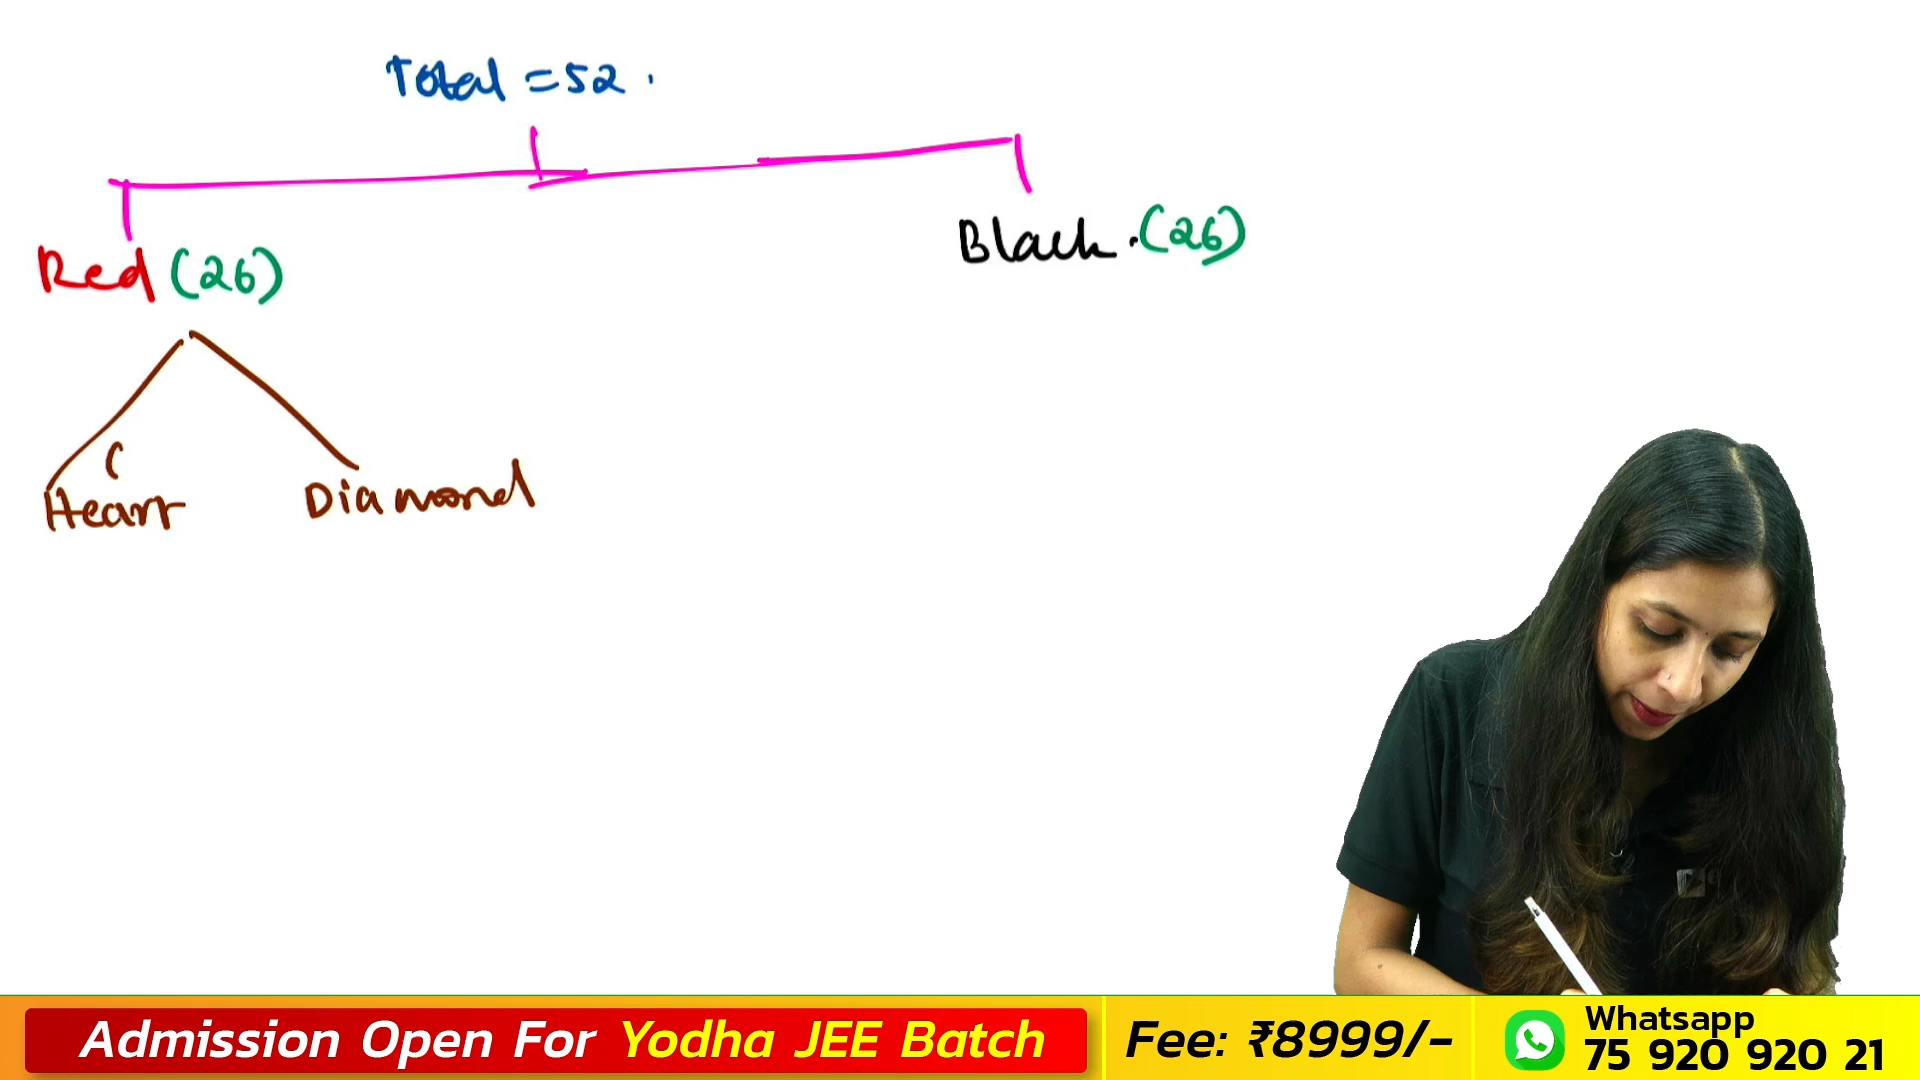 Total = 52.
Red (26)
Black. (26)
(
Heart
Diamond
Admission Open For Yodha JEE Batch
Fee: ₹8999/-
Whatsapp
75 920 920 21